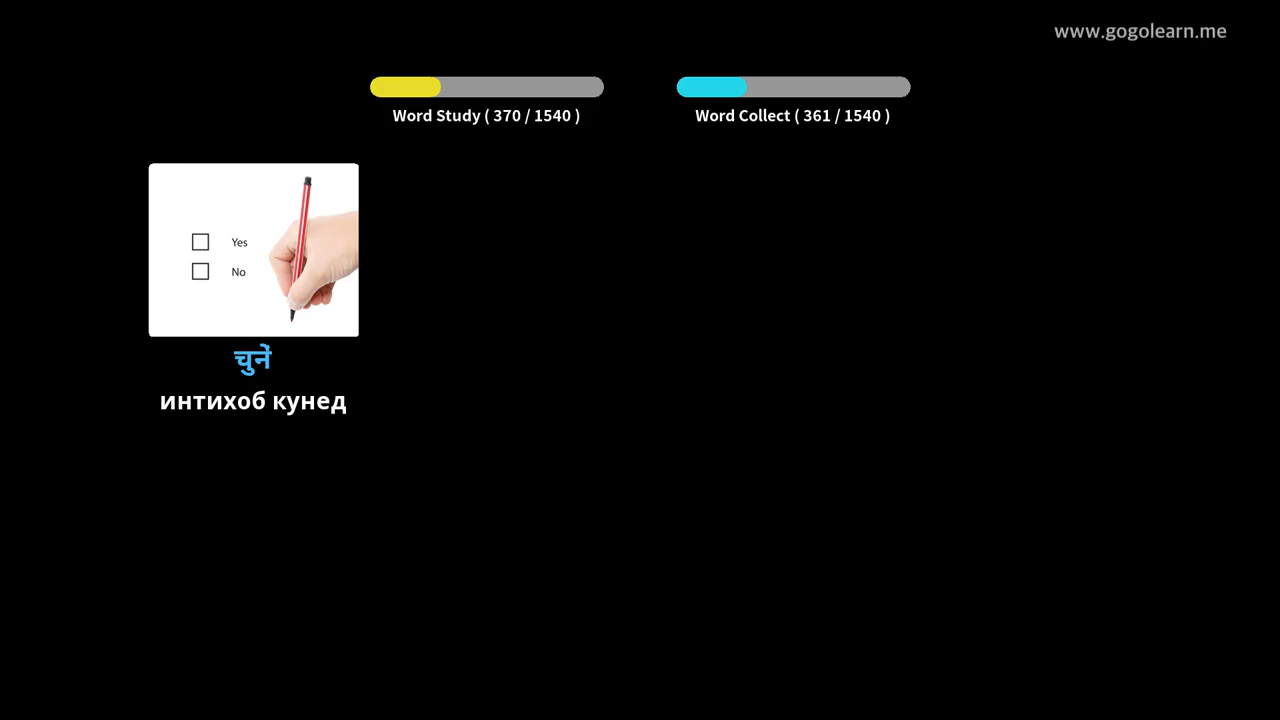 www.gogolearn.me
Word Study ( 370 / 1540 )
Word Collect ( 361 / 1540 )
Yes
No
चुनें
интихоб кунед